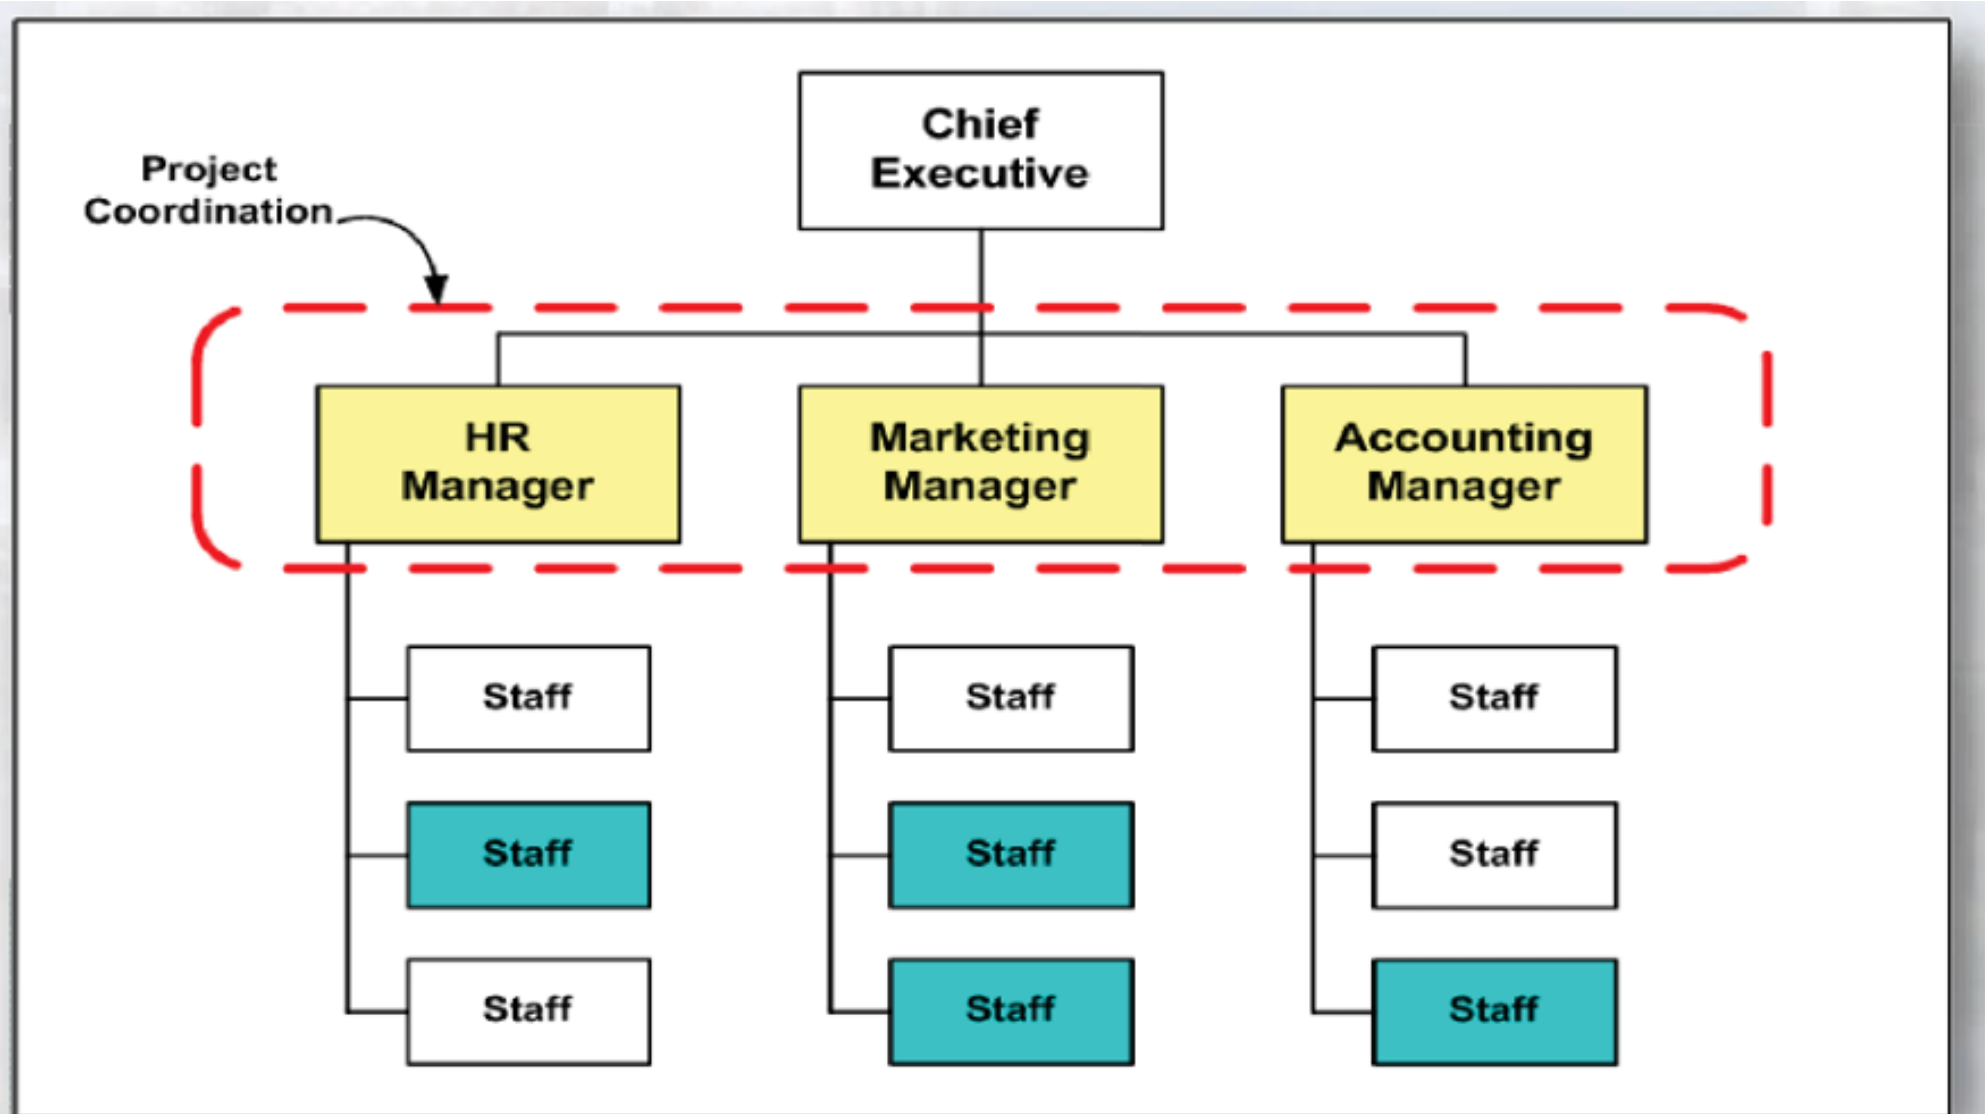 Chief
Executive
Project
Coordination
HR
Manager
Marketing
Manager
Accounting
Manager
Staff
Staff
Staff
Staff
Staff
Staff
Staff
Staff
Staff